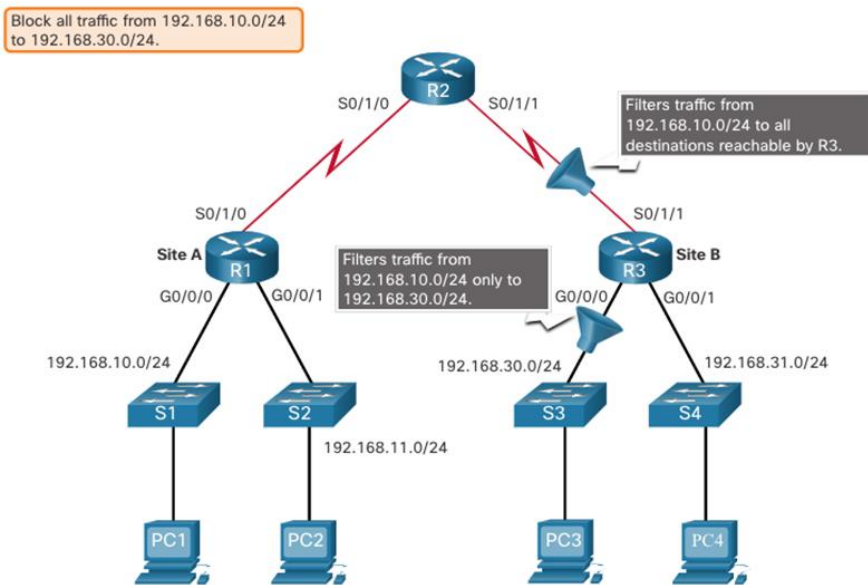 Block all traffic from 192.168.10.0/24
to 192.168.30.0/24.
R2
S0/1/0
S0/1/1
Filters traffic from
192.168.10.0/24 to all
destinations reachable by R3.
S0/1/0
S0/1/1
Site A
R1
Filters traffic from
192.168.10.0/24 only to
192.168.30.0/24.
R3
Site B
G0/0/0
G0/0/1
G0/0/0
G0/0/1
192.168.10.0/24
192.168.30.0/24
192.168.31.0/24
S1
S2
S3
S4
192.168.11.0/24
PC1
PC2
PC3
PC4